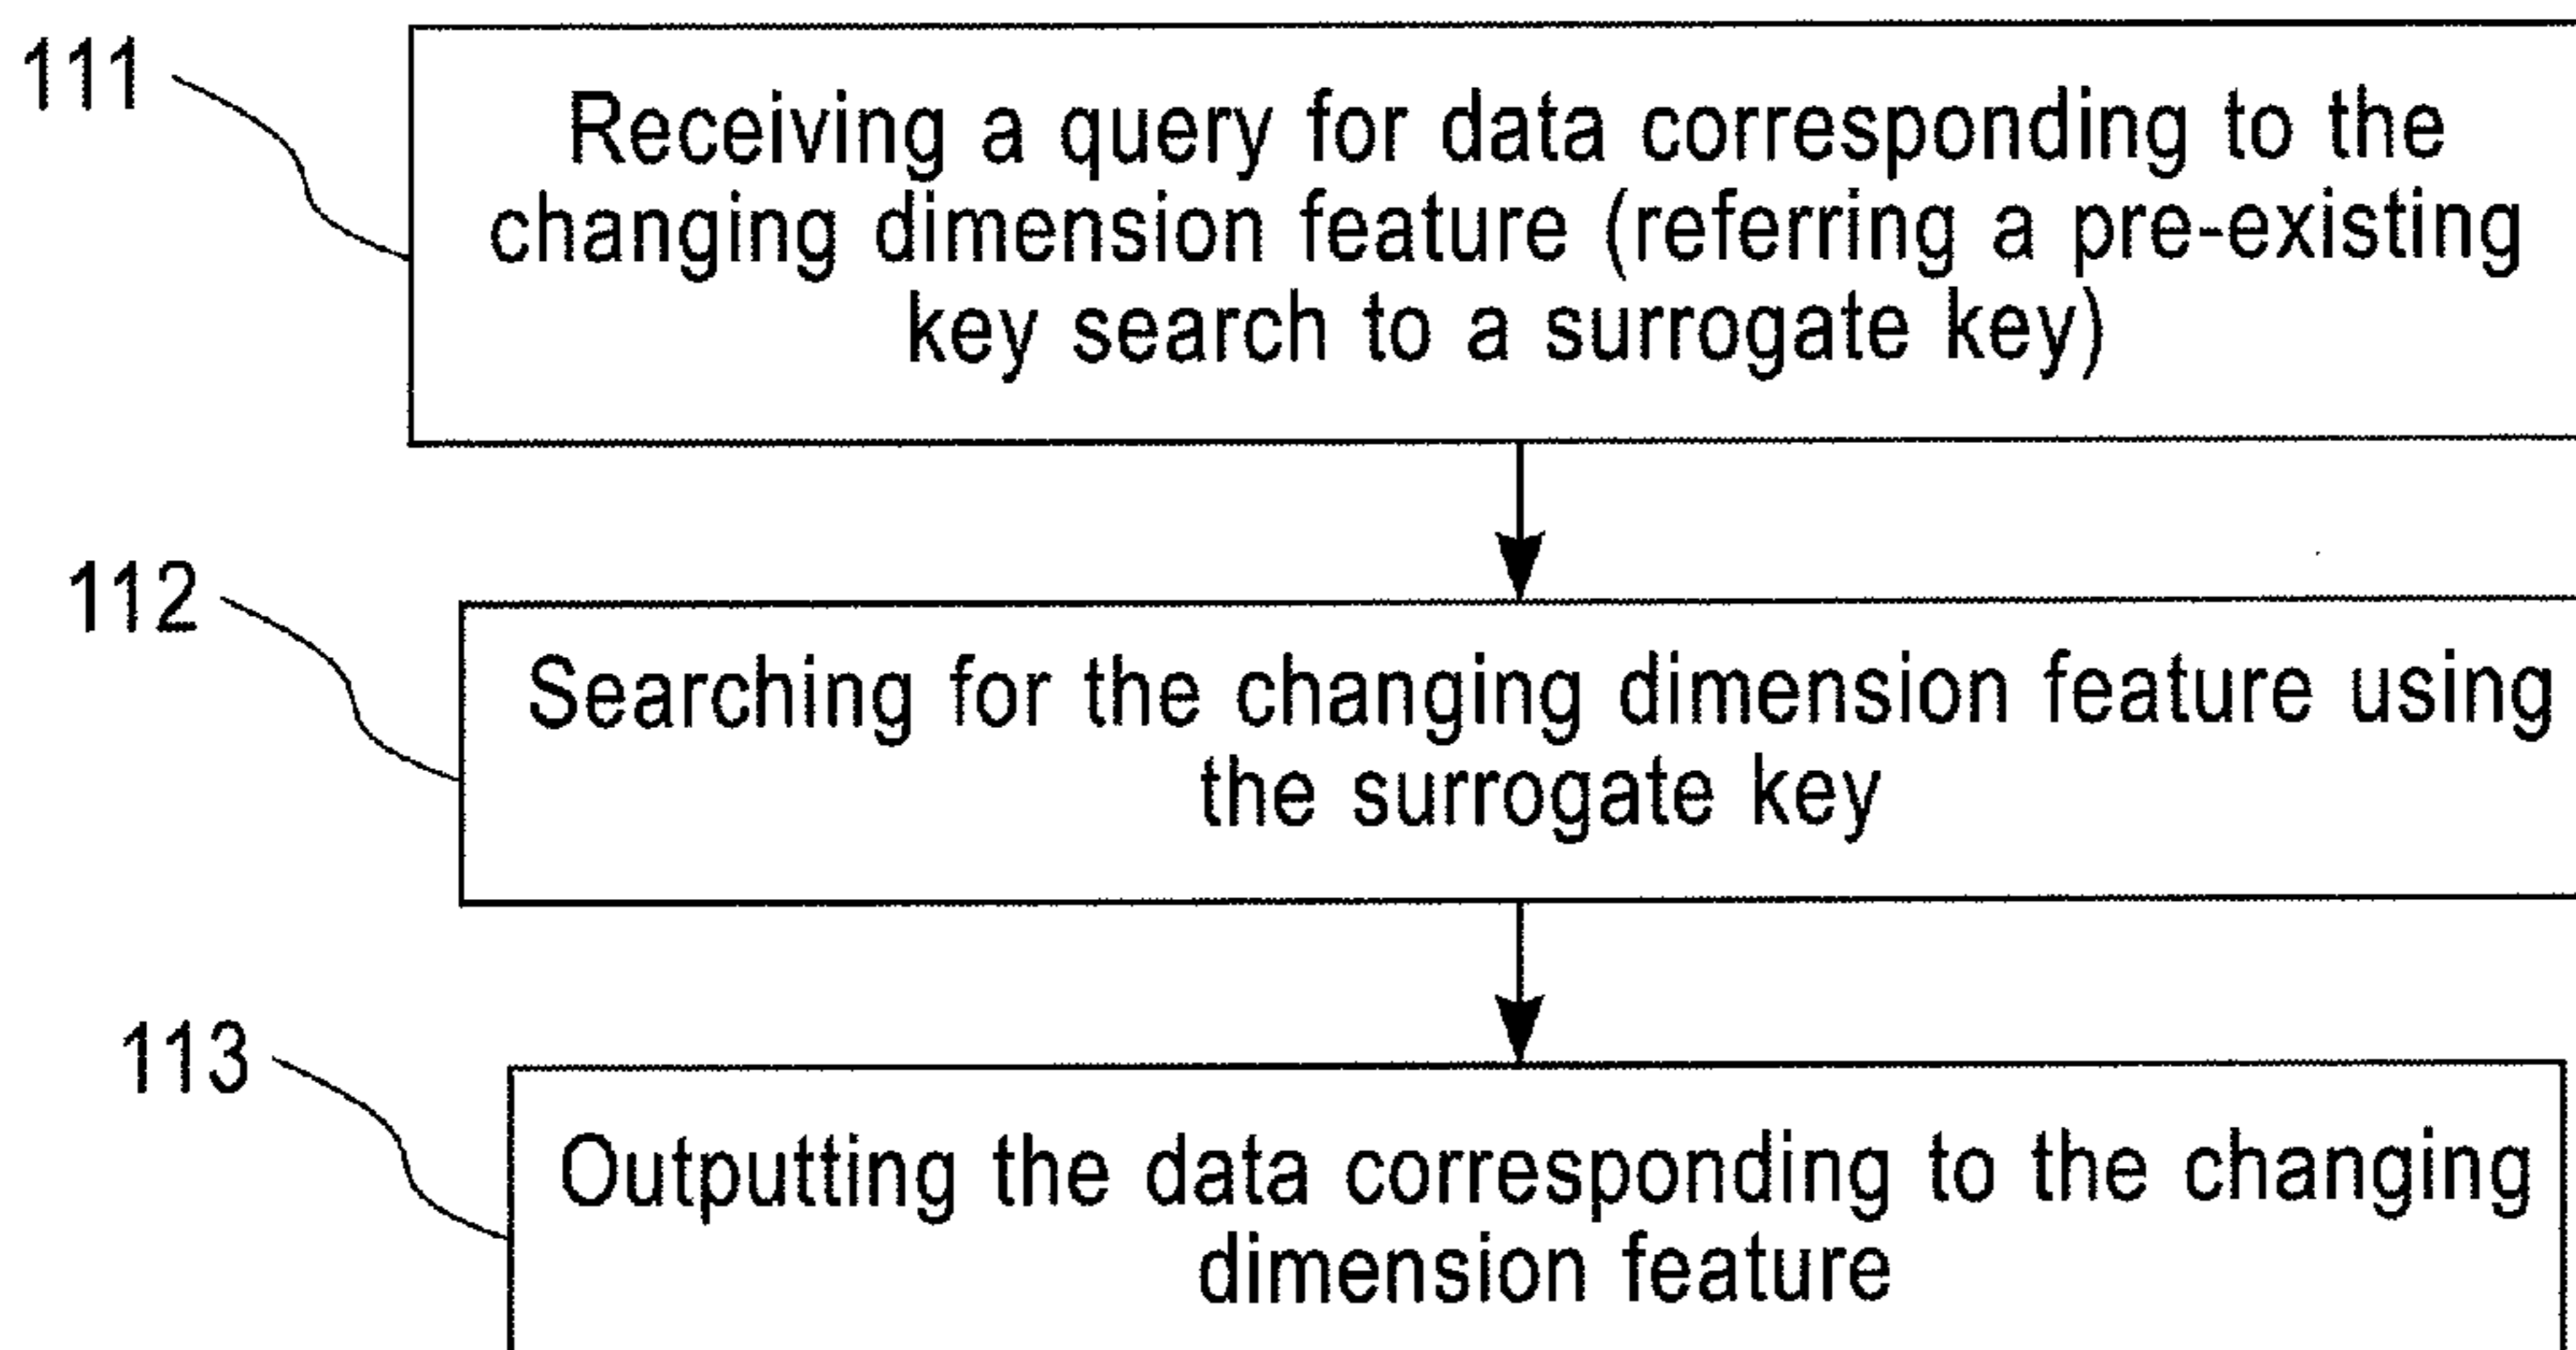 111
Receiving a query for data corresponding to the
changing dimension feature (referring a pre-existing
key search to a surrogate key)
112
Searching for the changing dimension feature using
the surrogate key
113
Outputting the data corresponding to the changing
dimension feature